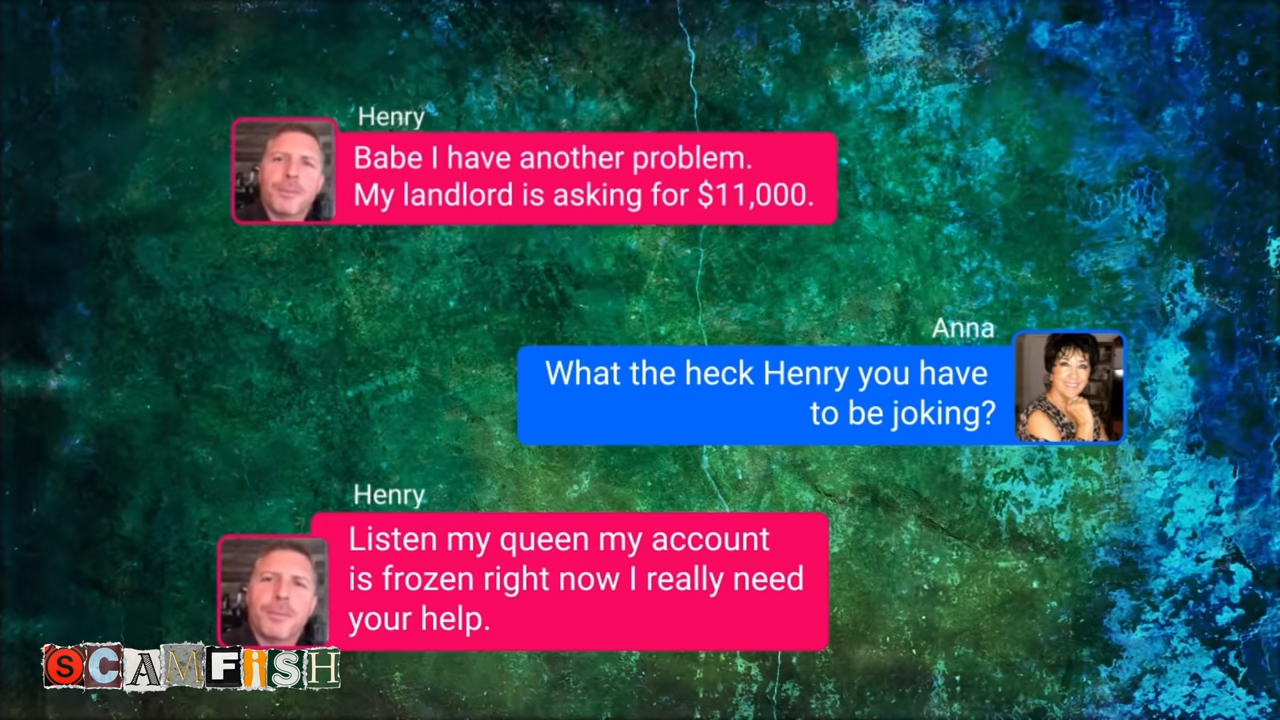 Henry
Babe I have another problem.
My landlord is asking for $11,000.
Anna
What the heck Henry you have
to be joking?
Henry
Listen my queen my account
is frozen right now I really need
your help.
SCAMFISH